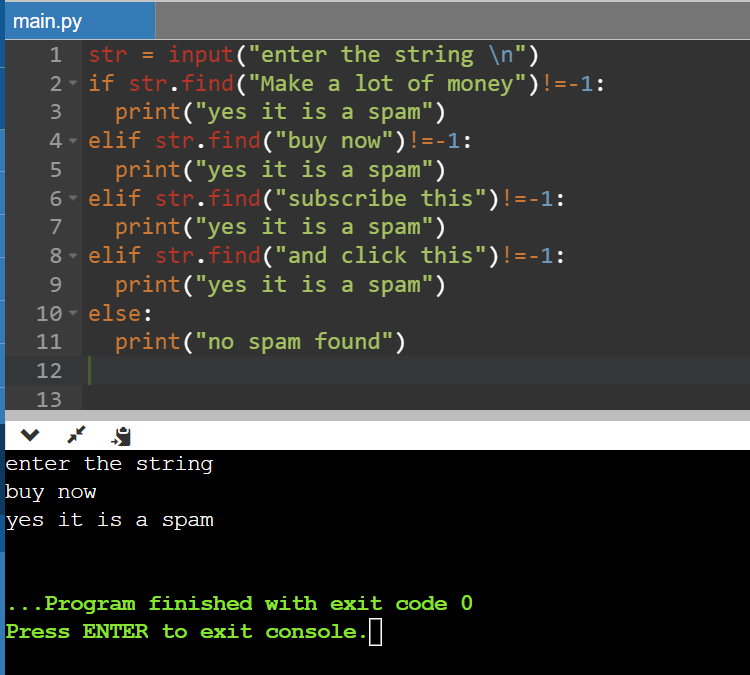 main.py
1 str = input("enter the string \n")
2 if str.find("Make a lot of money")!=-1:
3   print("yes it is a spam")
4 elif str.find("buy now")!=-1:
5   print("yes it is a spam")
6 elif str.find("subscribe this")!=-1:
7   print("yes it is a spam")
8 elif str.find("and click this")!=-1:
9   print("yes it is a spam")
10 else:
11   print("no spam found")
12
13
enter the string
buy now
yes it is a spam
...Program finished with exit code 0
Press ENTER to exit console.